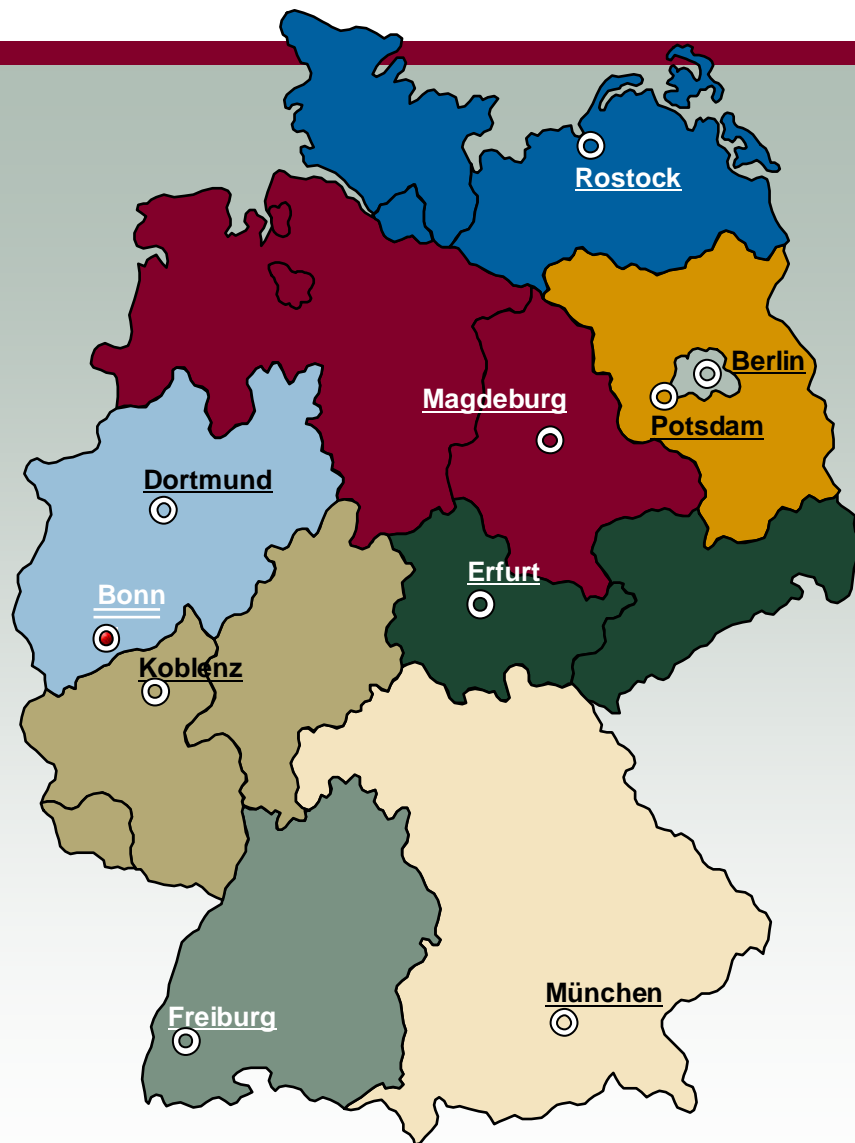 Rostock
Berlin
Magdeburg
Potsdam
Dortmund
Erfurt
Bonn
Koblenz
München
Freiburg